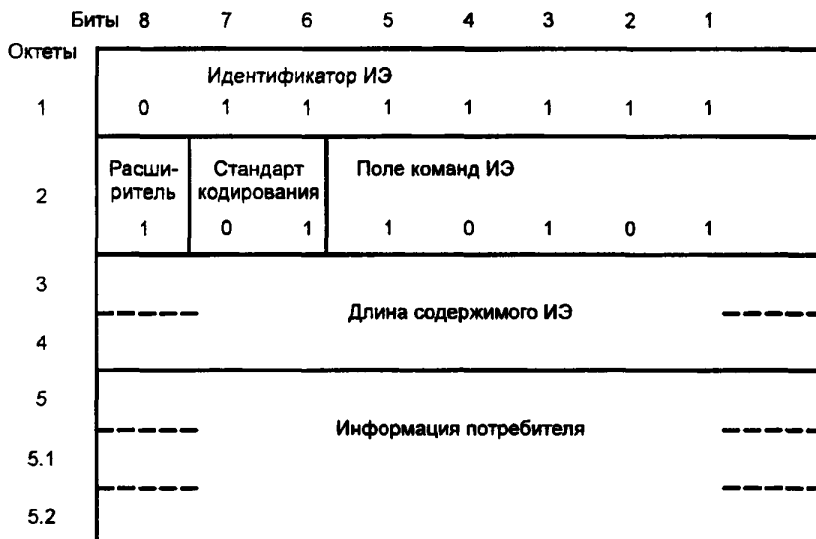 Биты 8 7 6 5 4 3 2 1
Октеты
Идентификатор ИЭ
1 0 1 1 1 1 1 1 1
Расши- Стандарт Поле команд ИЭ
2 ритель кодирования
1 0 1 1 0 1 0 1
3
Длина содержимого ИЭ
4
5
Информация потребителя
5.1
5.2